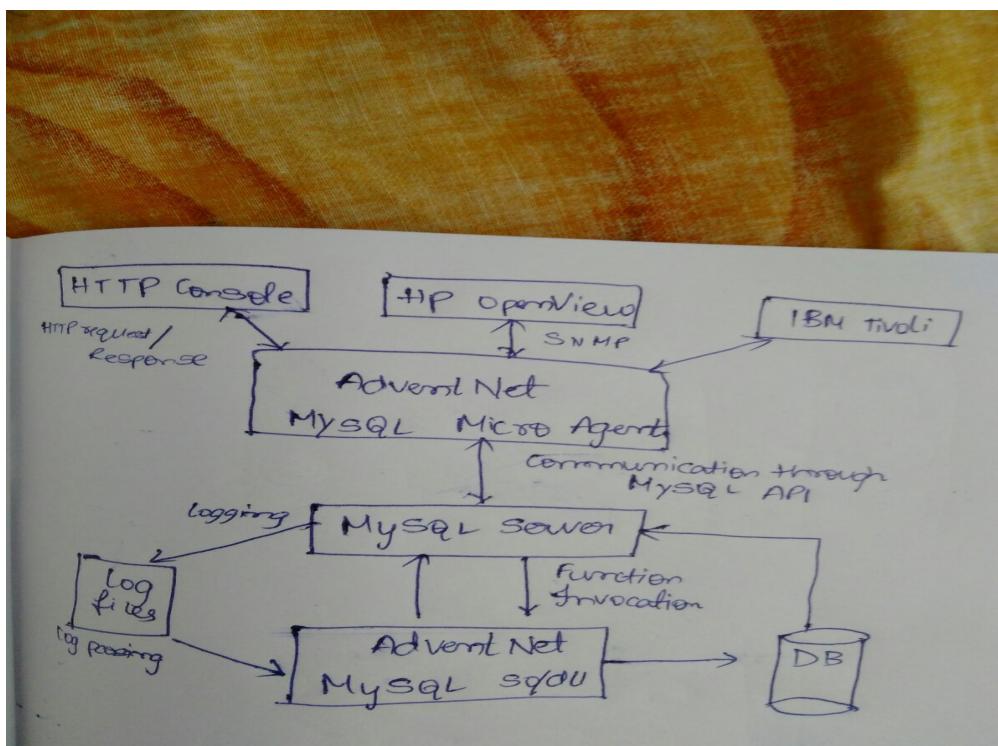 HTTP Console
HP OpenView
IBM Tivoli
HTTP request/
Response
SNMP
Advent Net
MySQL Micro Agent
Communication through
MySQL API
Logging
MySQL Server
Log
files
Function
Invocation
log parsing
Advent Net
MySQL
DB